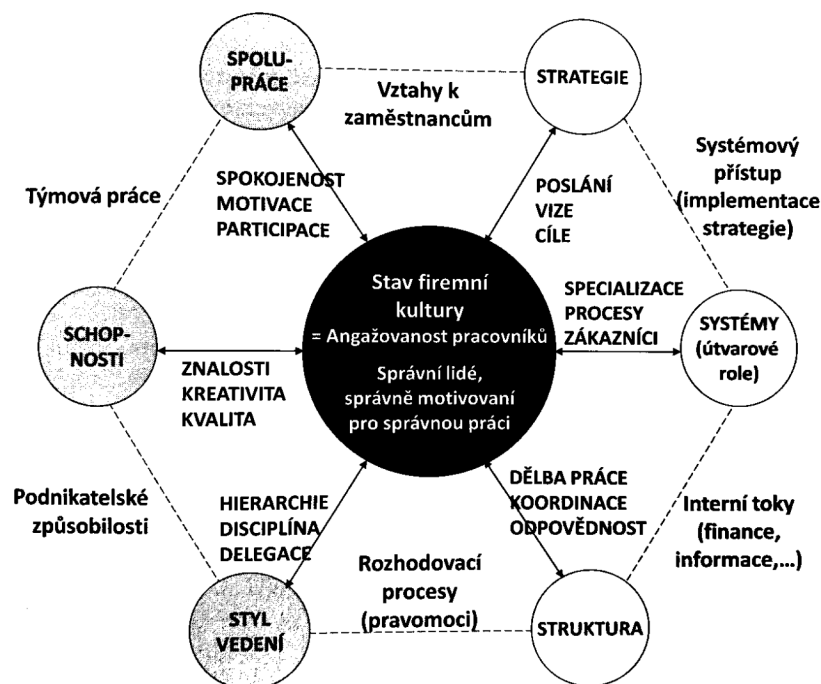 SPOLU-
PRÁCE
STRATEGIE
Vztahy k
zaměstnancům
Systémový
přístup
(implementace
strategie)
Týmová práce
SPOKOJENOST
MOTIVACE
PARTICIPACE
POSLÁNÍ
VIZE
CÍLE
Stav firemní
kultury
= Angažovanost pracovníků
Správní lidé,
správně motivovaní
pro správnou práci
SPECIALIZACE
PROCESY
ZÁKAZNÍCI
SCHOP-
NOSTI
SYSTÉMY
(útvarové
role)
ZNALOSTI
KREATIVITA
KVALITA
Podnikatelské
způsobilosti
HIERARCHIE
DISCIPLÍNA
DELEGACE
DĚLBA PRÁCE
KOORDINACE
ODPOVĚDNOST
Interní toky
(finance,
informace,...)
Rozhodovací
procesy
(pravomoci)
STYL
VEDENÍ
STRUKTURA